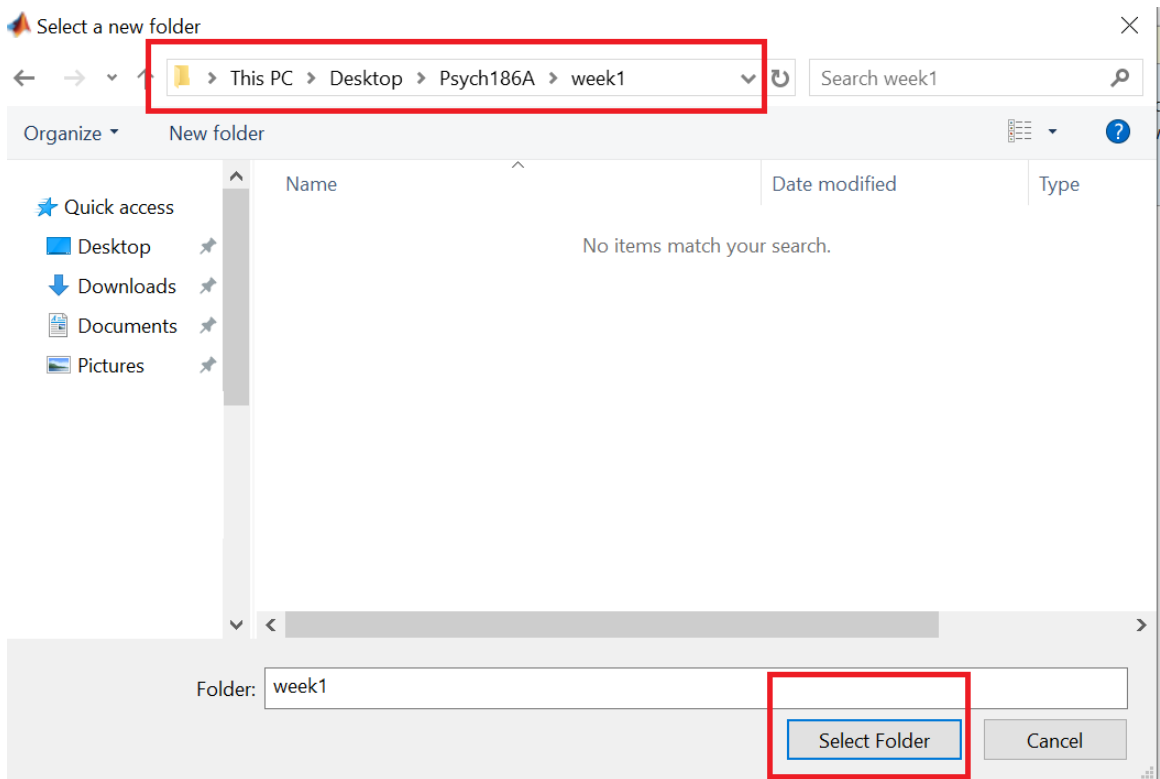 Select a new folder
This PC > Desktop > Psych186A > week1
Search week1
Organize
New folder
?
Name
Date modified
Type
Quick access
No items match your search.
Desktop
Downloads
Documents
Pictures
Folder: week1
Select Folder
Cancel